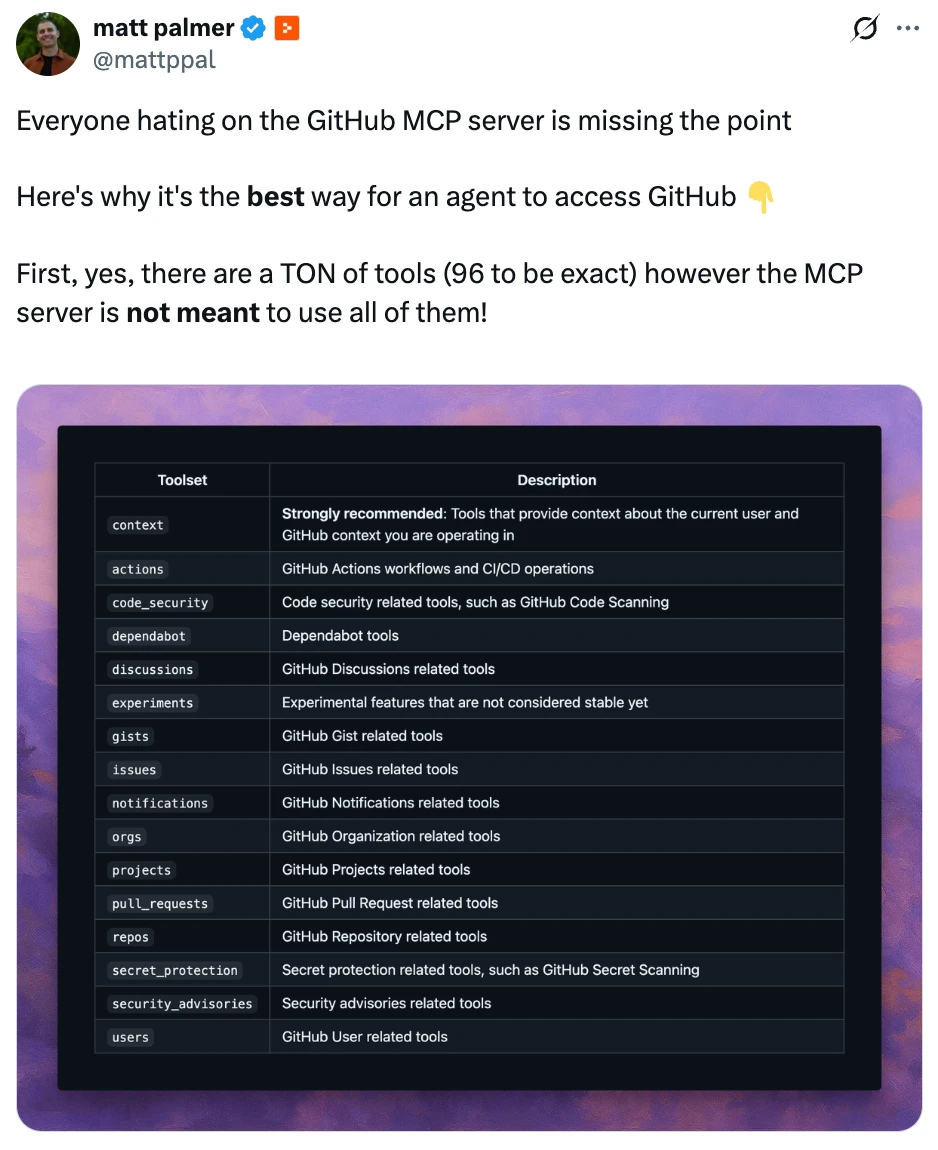 matt palmer
@mattppal
Everyone hating on the GitHub MCP server is missing the point
Here's why it's the best way for an agent to access GitHub 👇
First, yes, there are a TON of tools (96 to be exact) however the MCP
server is not meant to use all of them!
Toolset Description
context Strongly recommended: Tools that provide context about the current user and
GitHub context you are operating in
actions GitHub Actions workflows and CI/CD operations
code_security Code security related tools, such as GitHub Code Scanning
dependabot Dependabot tools
discussions GitHub Discussions related tools
experiments Experimental features that are not considered stable yet
gists GitHub Gist related tools
issues GitHub Issues related tools
notifications GitHub Notifications related tools
orgs GitHub Organization related tools
projects GitHub Projects related tools
pull_requests GitHub Pull Request related tools
repos GitHub Repository related tools
secret_protection Secret protection related tools, such as GitHub Secret Scanning
security_advisories Security advisories related tools
users GitHub User related tools